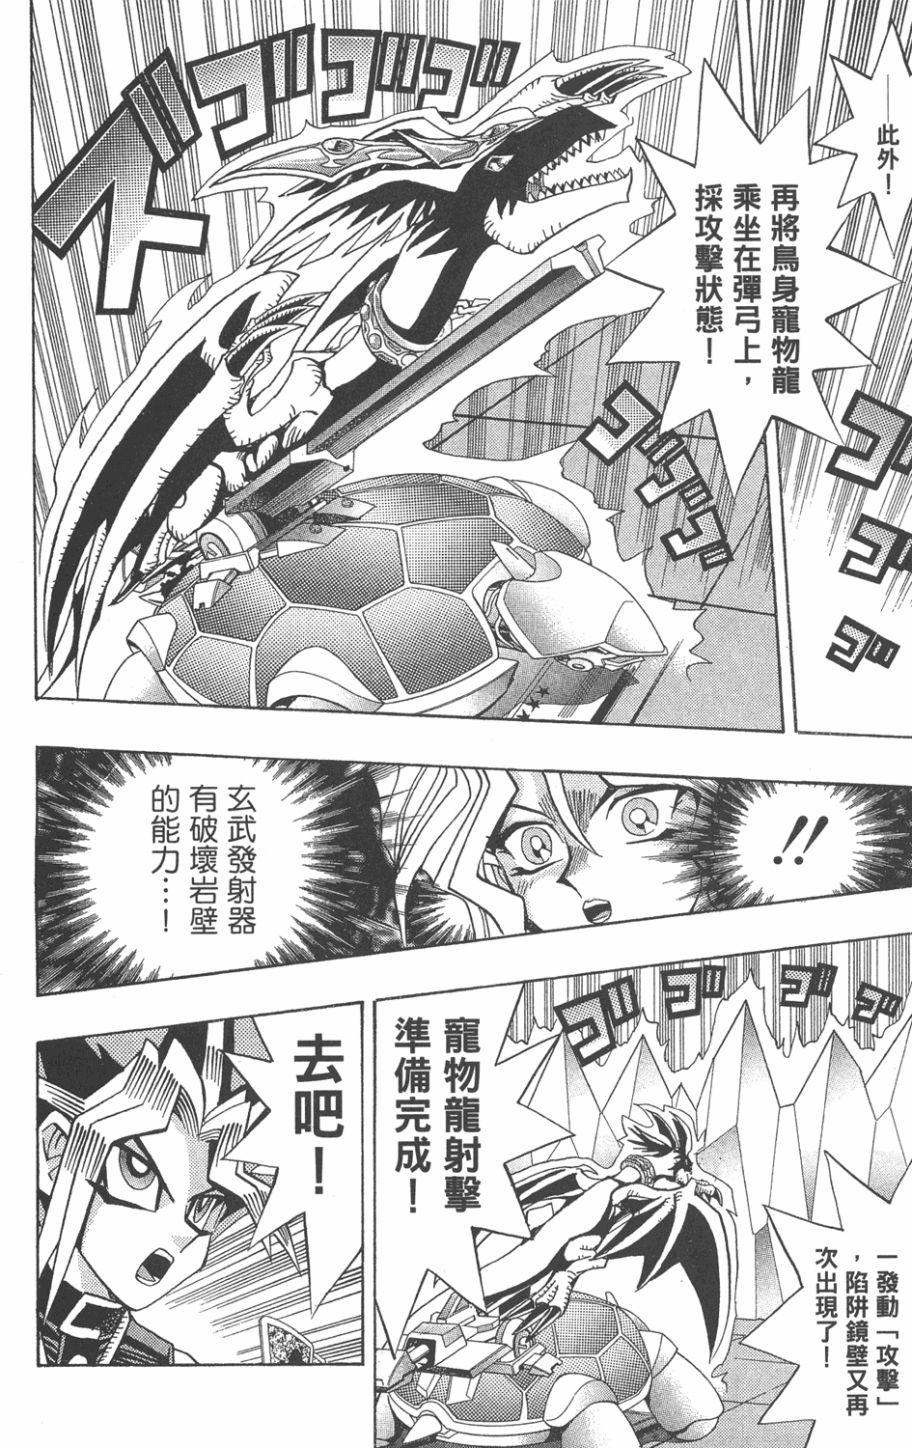 此外！
再將鳥身寵物龍
乘坐在彈弓上，
採攻擊狀態！
ゴゴゴ
ゴゴゴ
ズゴゴゴ
!!
玄武發射器
有破壞岩壁
的能力…！
ゴゴゴゴ
一發動「攻擊」
，陷阱鏡壁又再
次出現了！
寵物龍射擊
準備完成！
去吧！